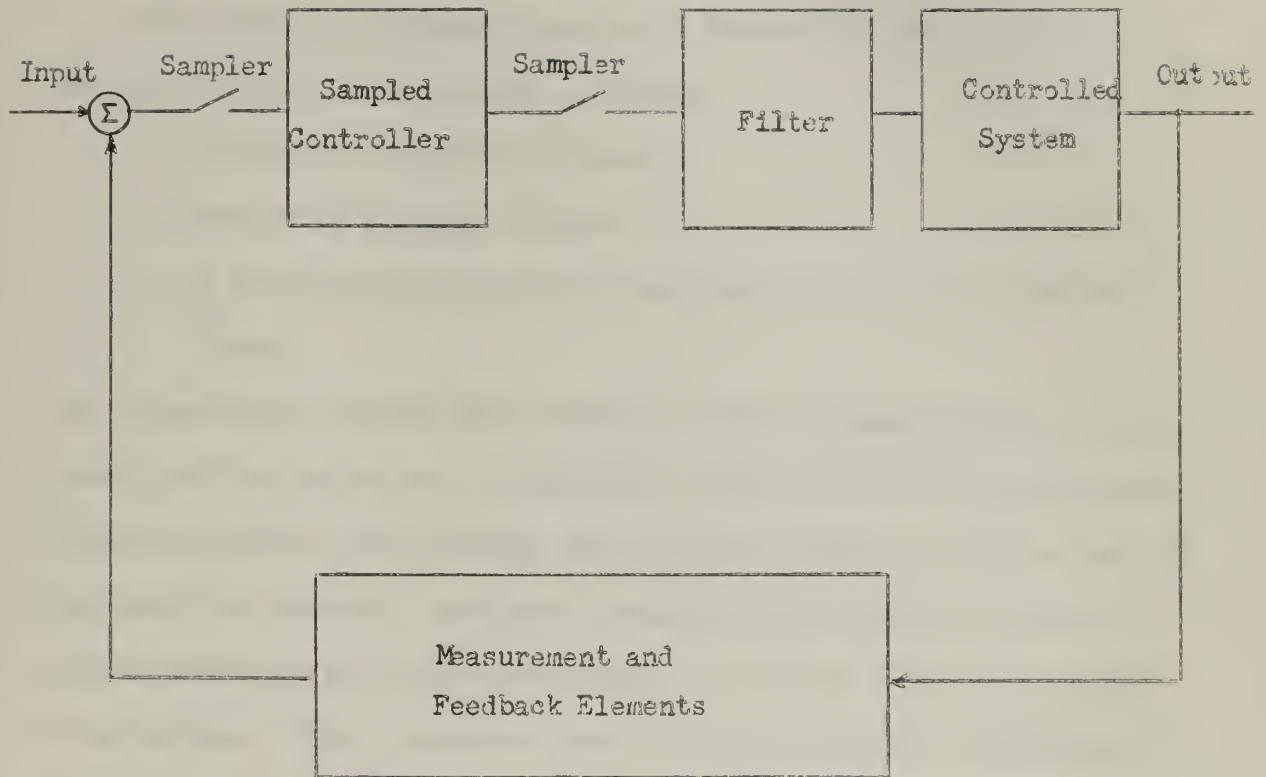 Input
Sampler
Σ
Sampled
Controller
Sampler
Filter
Controlled
System
Output
Measurement and
Feedback Elements